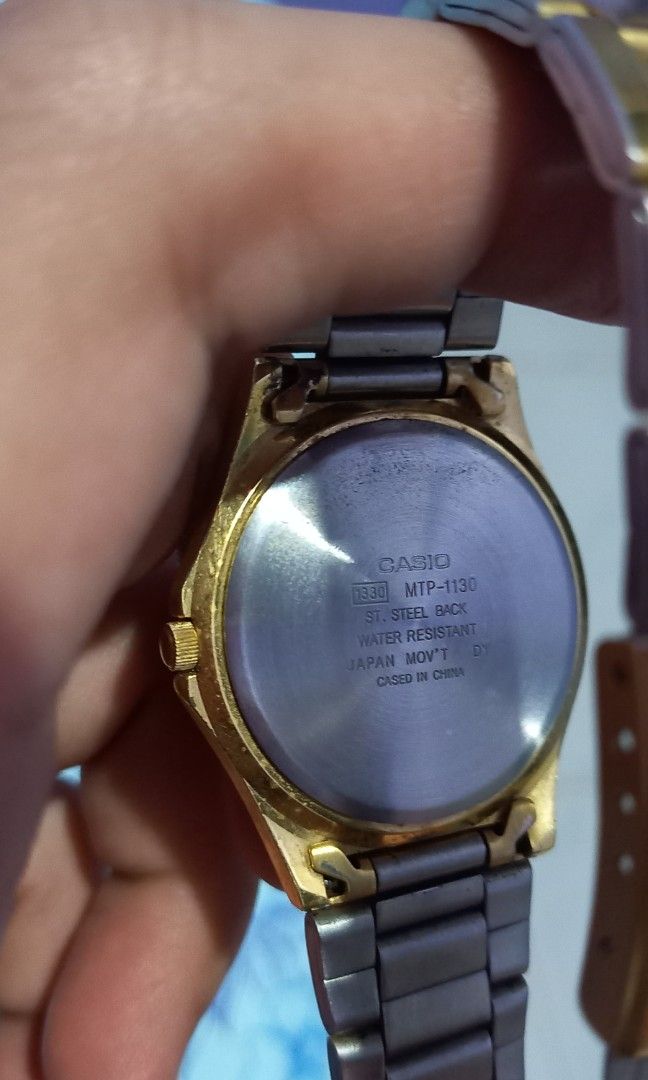 CASIO
1330 MTP-1130
ST. STEEL BACK
WATER RESISTANT
JAPAN MOV'T DY
CASED IN CHINA